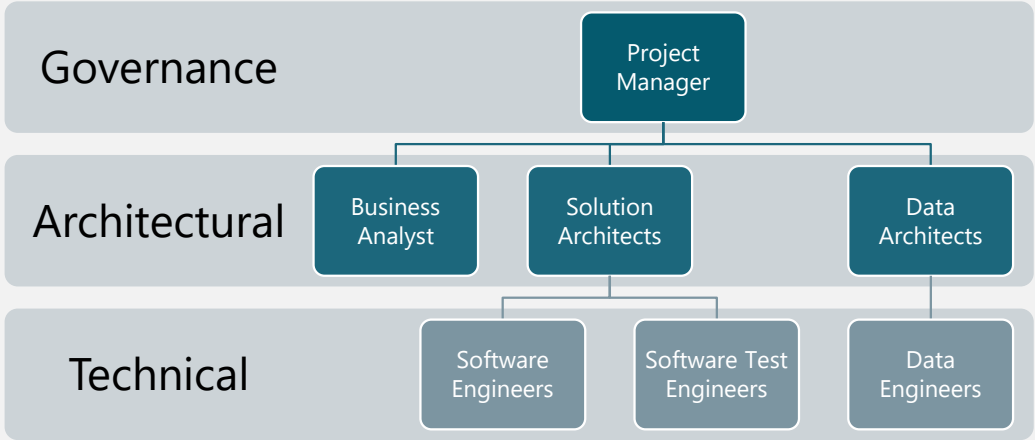 Governance
Project
Manager
Architectural
Business
Analyst
Solution
Architects
Data
Architects
Technical
Software
Engineers
Software Test
Engineers
Data
Engineers